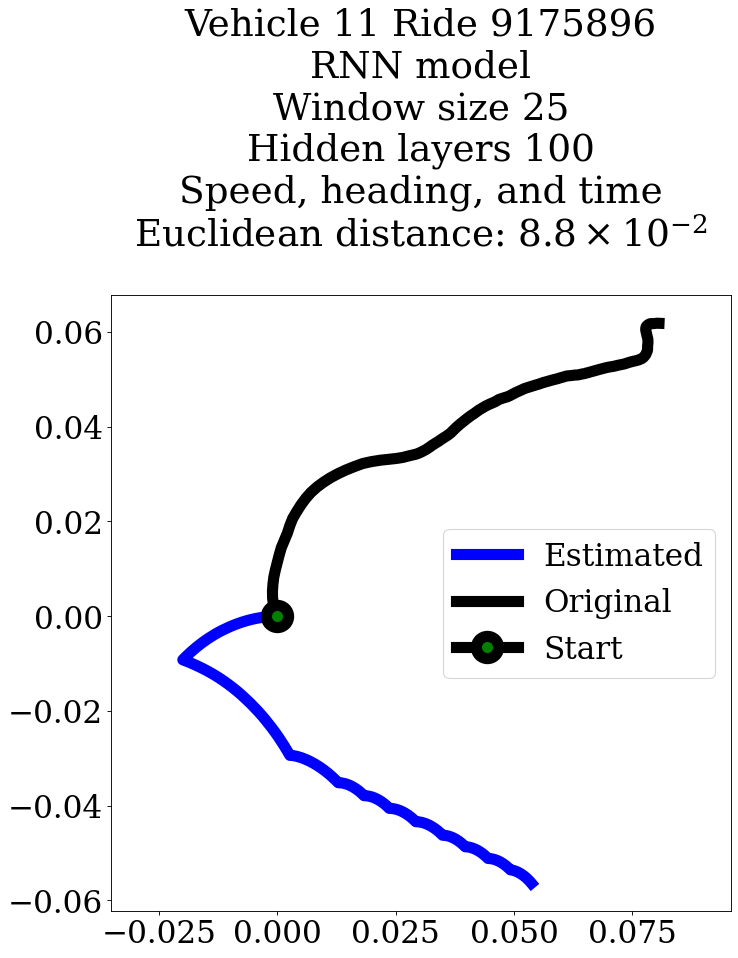 Vehicle 11 Ride 9175896
RNN model
Window size 25
Hidden layers 100
Speed, heading, and time
Euclidean distance: 8.8 × 10⁻²
0.06
0.04
0.02
0.00
−0.02
−0.04
−0.06
Estimated
Original
Start
−0.025 0.000 0.025 0.050 0.075